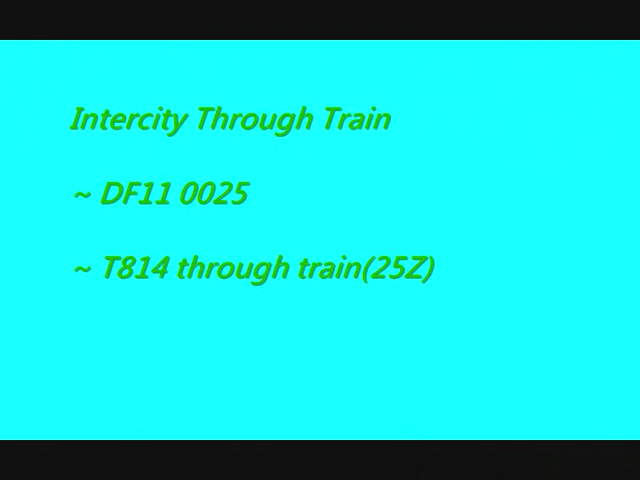 Intercity Through Train
~ DF11 0025
~ T814 through train(25Z)